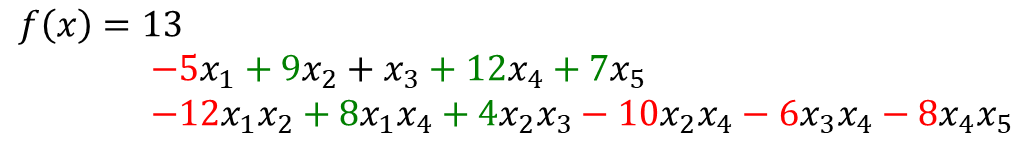 f(x) = 13
−5x₁ + 9x₂ + x₃ + 12x₄ + 7x₅
−12x₁x₂ + 8x₁x₄ + 4x₂x₃ − 10x₂x₄ − 6x₃x₄ − 8x₄x₅